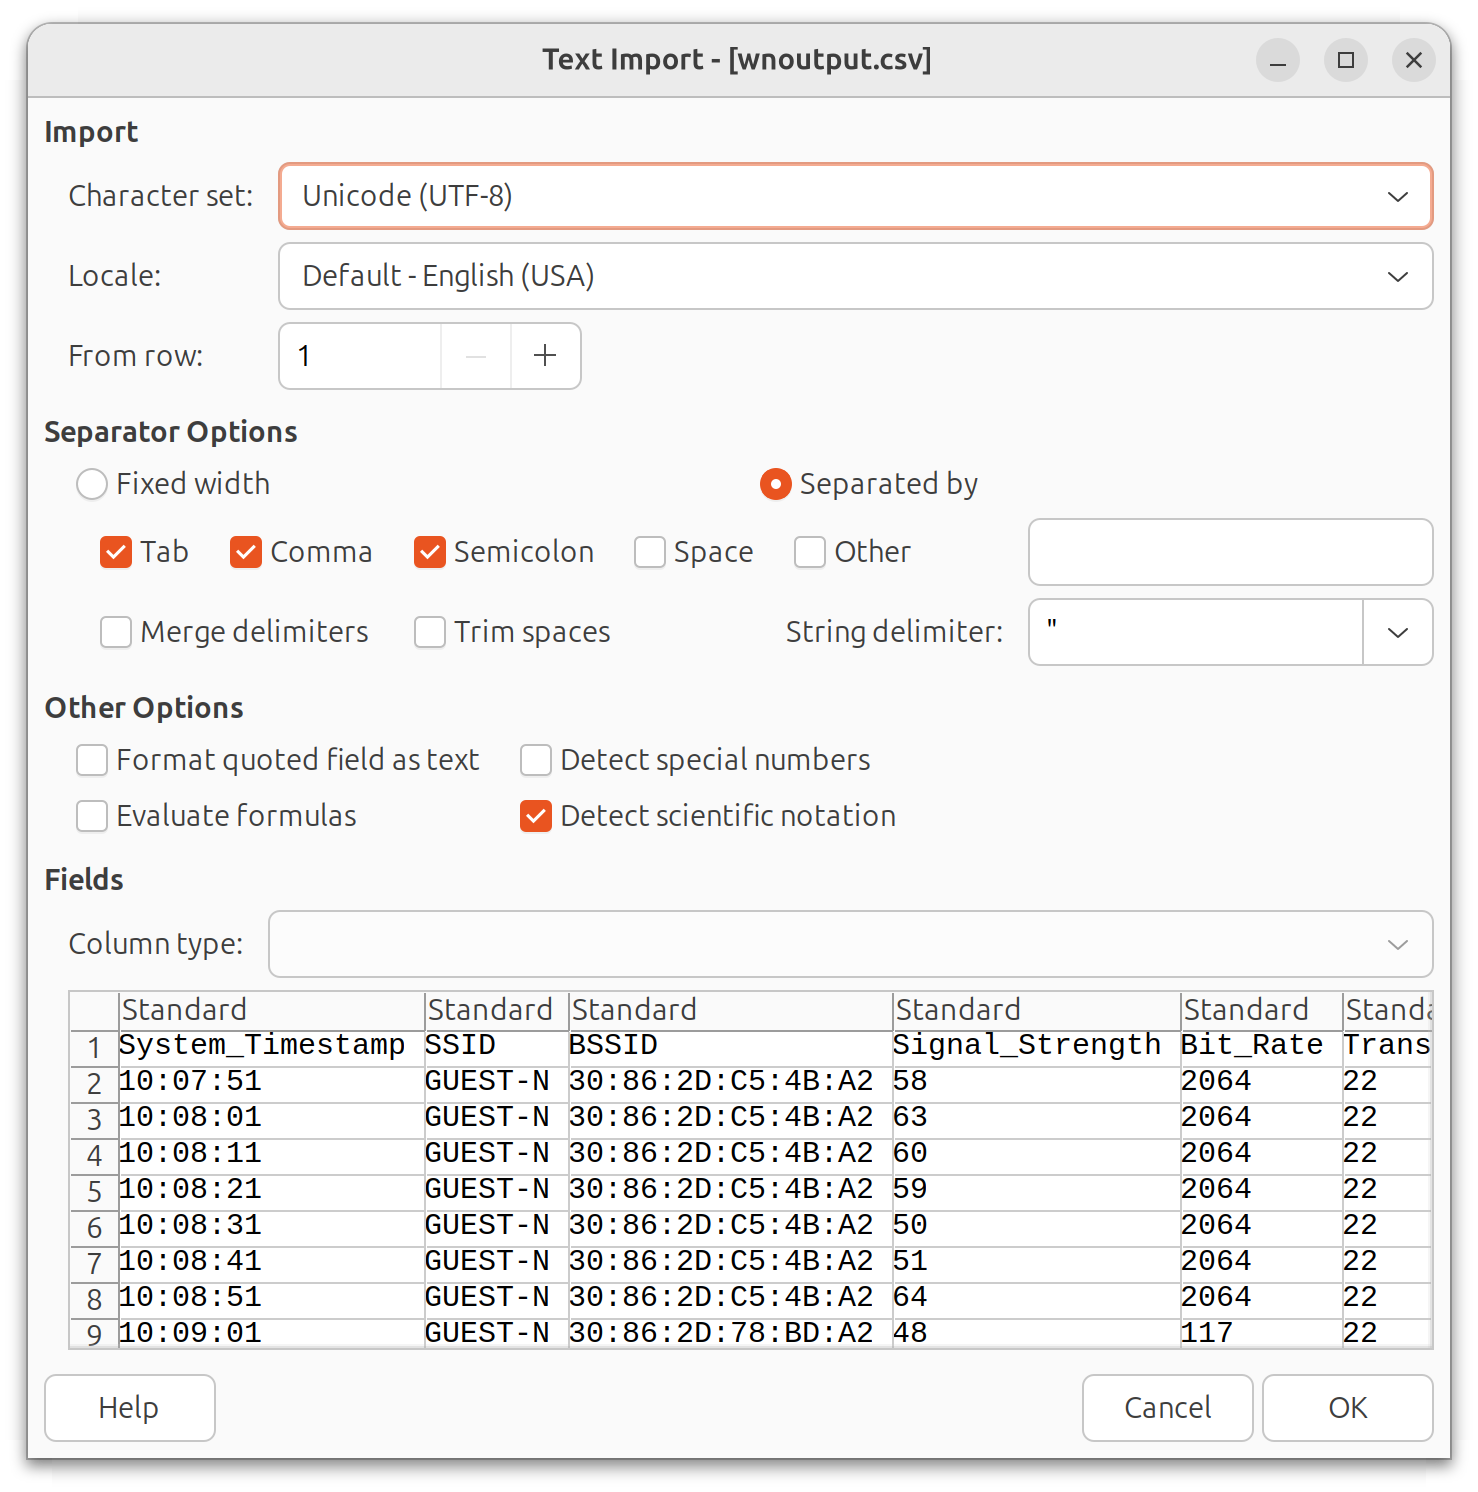 Text Import - [wnoutput.csv]
Import
Character set: Unicode (UTF-8)
Locale: Default - English (USA)
From row: 1
Separator Options
Fixed width Separated by
Tab Comma Semicolon Space Other
Merge delimiters Trim spaces String delimiter: "
Other Options
Format quoted field as text Detect special numbers
Evaluate formulas Detect scientific notation
Fields
Column type:
Standard Standard Standard Standard Standard Standa
1 System_Timestamp SSID BSSID Signal_Strength Bit_Rate Trans
2 10:07:51 GUEST-N 30:86:2D:C5:4B:A2 58 2064 22
3 10:08:01 GUEST-N 30:86:2D:C5:4B:A2 63 2064 22
4 10:08:11 GUEST-N 30:86:2D:C5:4B:A2 60 2064 22
5 10:08:21 GUEST-N 30:86:2D:C5:4B:A2 59 2064 22
6 10:08:31 GUEST-N 30:86:2D:C5:4B:A2 50 2064 22
7 10:08:41 GUEST-N 30:86:2D:C5:4B:A2 51 2064 22
8 10:08:51 GUEST-N 30:86:2D:C5:4B:A2 64 2064 22
9 10:09:01 GUEST-N 30:86:2D:78:BD:A2 48 117 22
Help Cancel OK